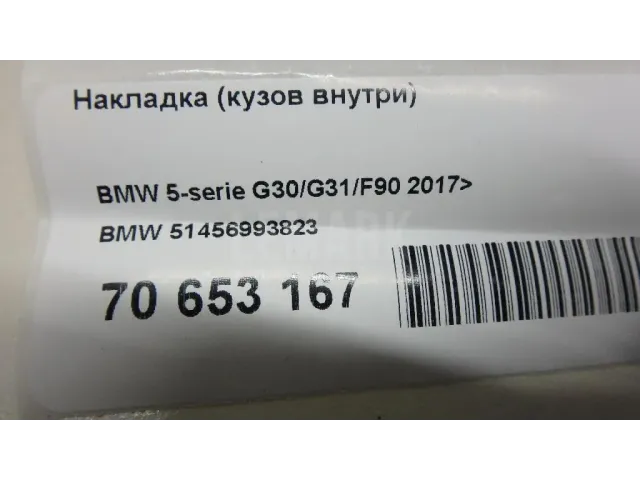 Накладка (кузов внутри)
BMW 5-serie G30/G31/F90 2017>
BMW 51456993823
70 653 167